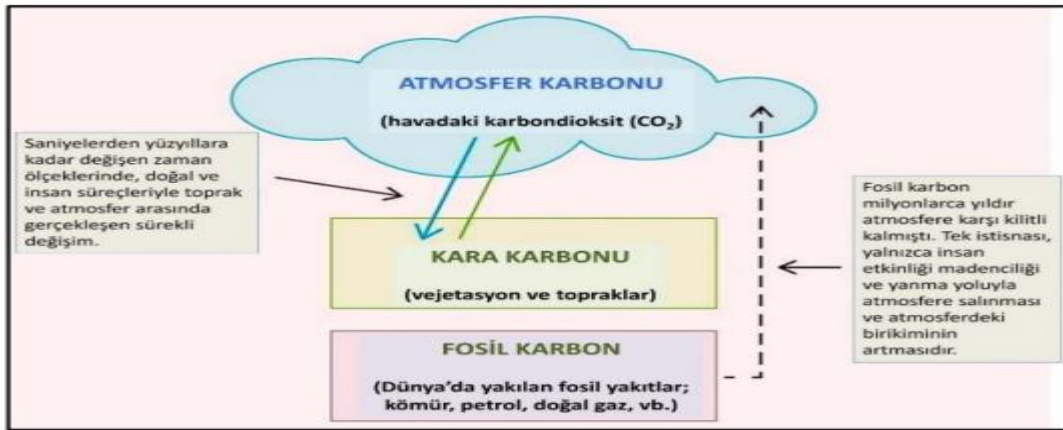 ATMOSFER KARBONU
(havadaki karbondioksit (CO₂)
Saniyelerden yüzyıllara
kadar değişen zaman
ölçeklerinde, doğal ve
insan süreçleriyle toprak
ve atmosfer arasında
gerçekleşen sürekli
değişim.
Fosil karbon
milyonlarca yıldır
atmosfere karşı kilitli
kalmıştı. Tek istisnası,
yalnızca insan
etkinliği madenciliği
ve yanma yoluyla
atmosfere salınması
ve atmosferdeki
birikiminin
artmasıdır.
KARA KARBONU
(vejetasyon ve topraklar)
FOSİL KARBON
(Dünya'da yakılan fosil yakıtlar;
kömür, petrol, doğal gaz, vb.)